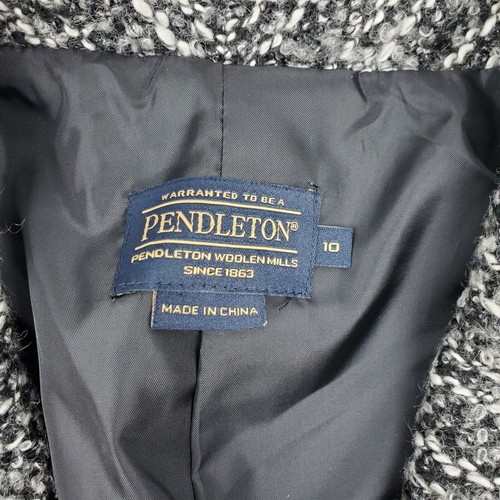 WARRANTED TO BE A
PENDLETON®
PENDLETON WOOLEN MILLS
SINCE 1863
10
MADE IN CHINA